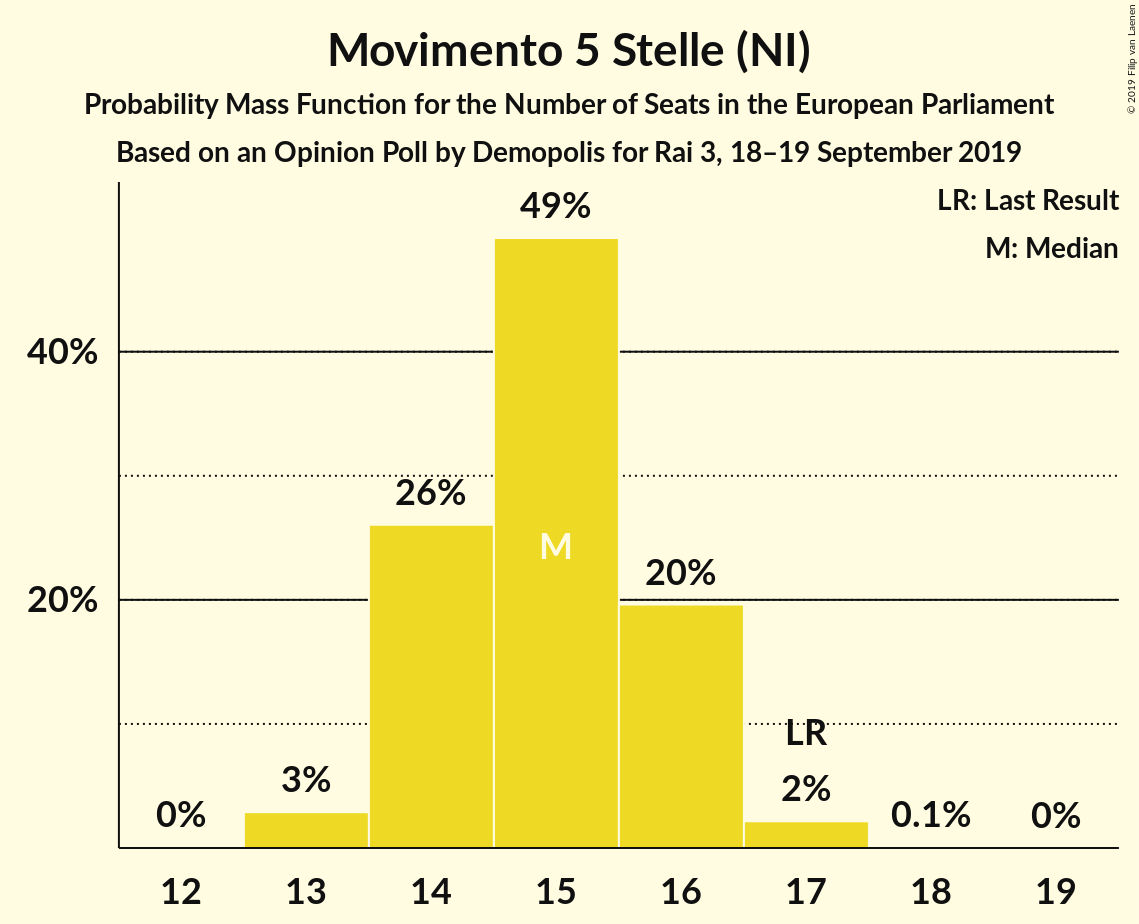 Movimento 5 Stelle (NI)
Probability Mass Function for the Number of Seats in the European Parliament
Based on an Opinion Poll by Demopolis for Rai 3, 18–19 September 2019
© 2019 Filip van Laenen
LR: Last Result
M: Median
49%
40%
26%
M
20%
20%
LR
3%
2%
0%
0.1%
0%
12 13 14 15 16 17 18 19